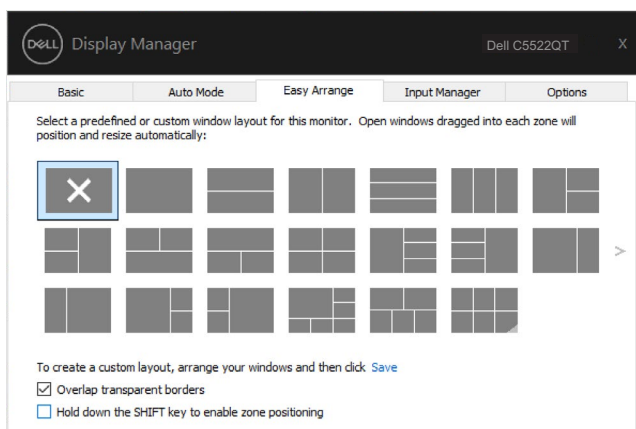 DELL Display Manager Dell C5522QT X
Basic Auto Mode Easy Arrange Input Manager Options
Select a predefined or custom window layout for this monitor. Open windows dragged into each zone will
position and resize automatically:
>
To create a custom layout, arrange your windows and then click Save
Overlap transparent borders
Hold down the SHIFT key to enable zone positioning